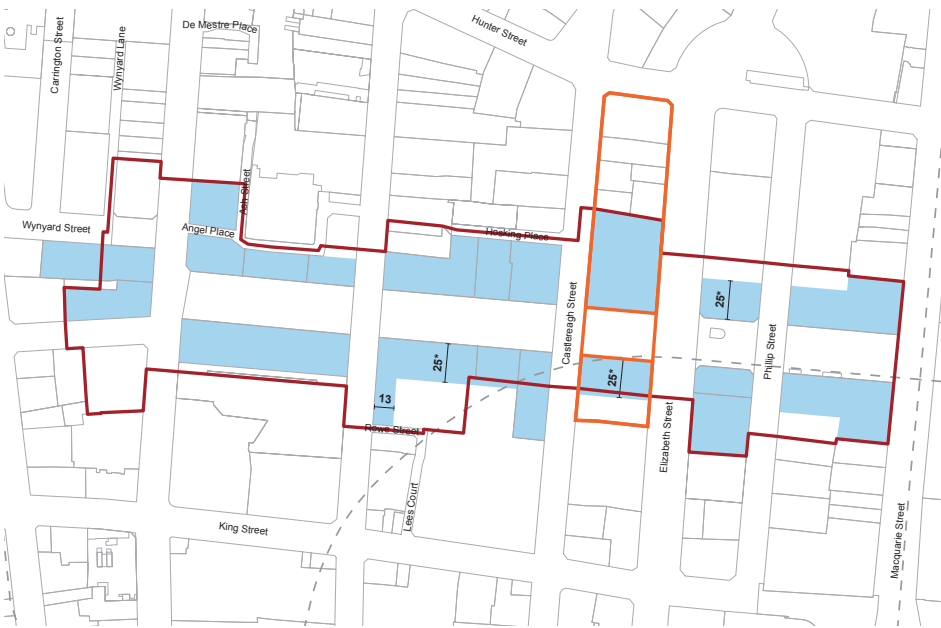 De Mestre Place
Hunter Street
Carrington Street
Wynyard Lane
Ash Street
Wynyard Street
Angel Place
Hosking Place
Castlereagh Street
25*
Phillip Street
25*
25*
13
Rowe Street
Elizabeth Street
Lees Court
King Street
Macquarie Street